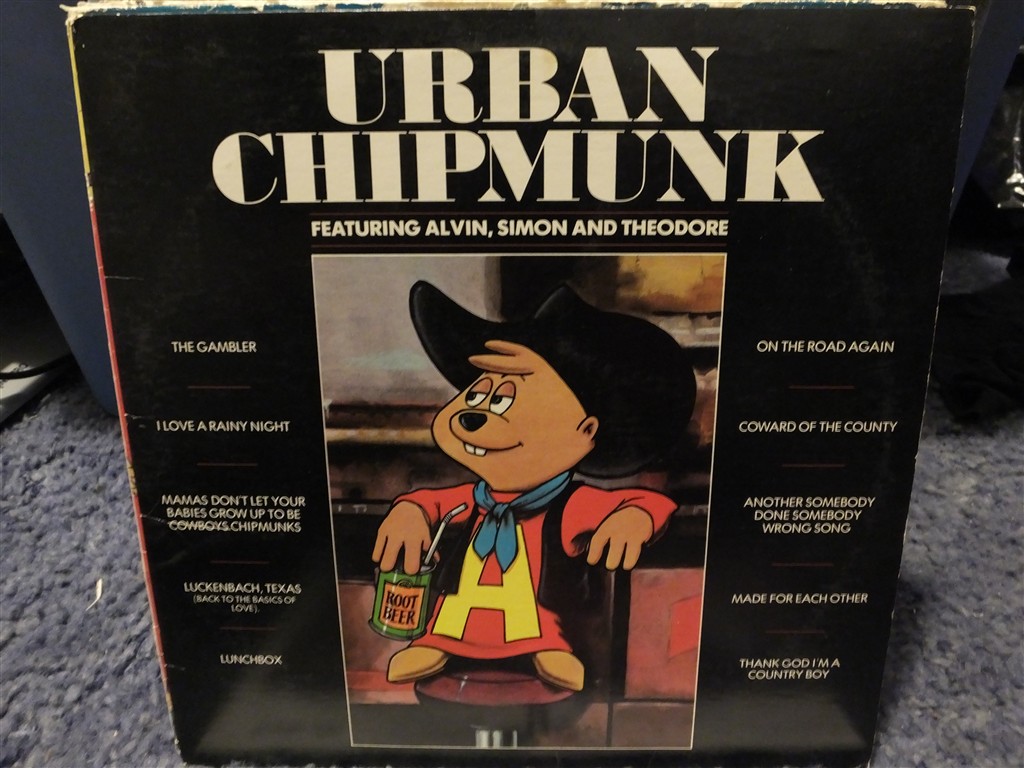 URBAN
CHIPMUNK
FEATURING ALVIN, SIMON AND THEODORE
THE GAMBLER
I LOVE A RAINY NIGHT
MAMAS DON'T LET YOUR
BABIES GROW UP TO BE
COWBOYS CHIPMUNKS
LUCKENBACH, TEXAS
(BACK TO THE BASICS OF
LOVE).
LUNCHBOX
ON THE ROAD AGAIN
COWARD OF THE COUNTY
ANOTHER SOMEBODY
DONE SOMEBODY
WRONG SONG
MADE FOR EACH OTHER
THANK GOD I'M A
COUNTRY BOY
A
ROOT
BEER